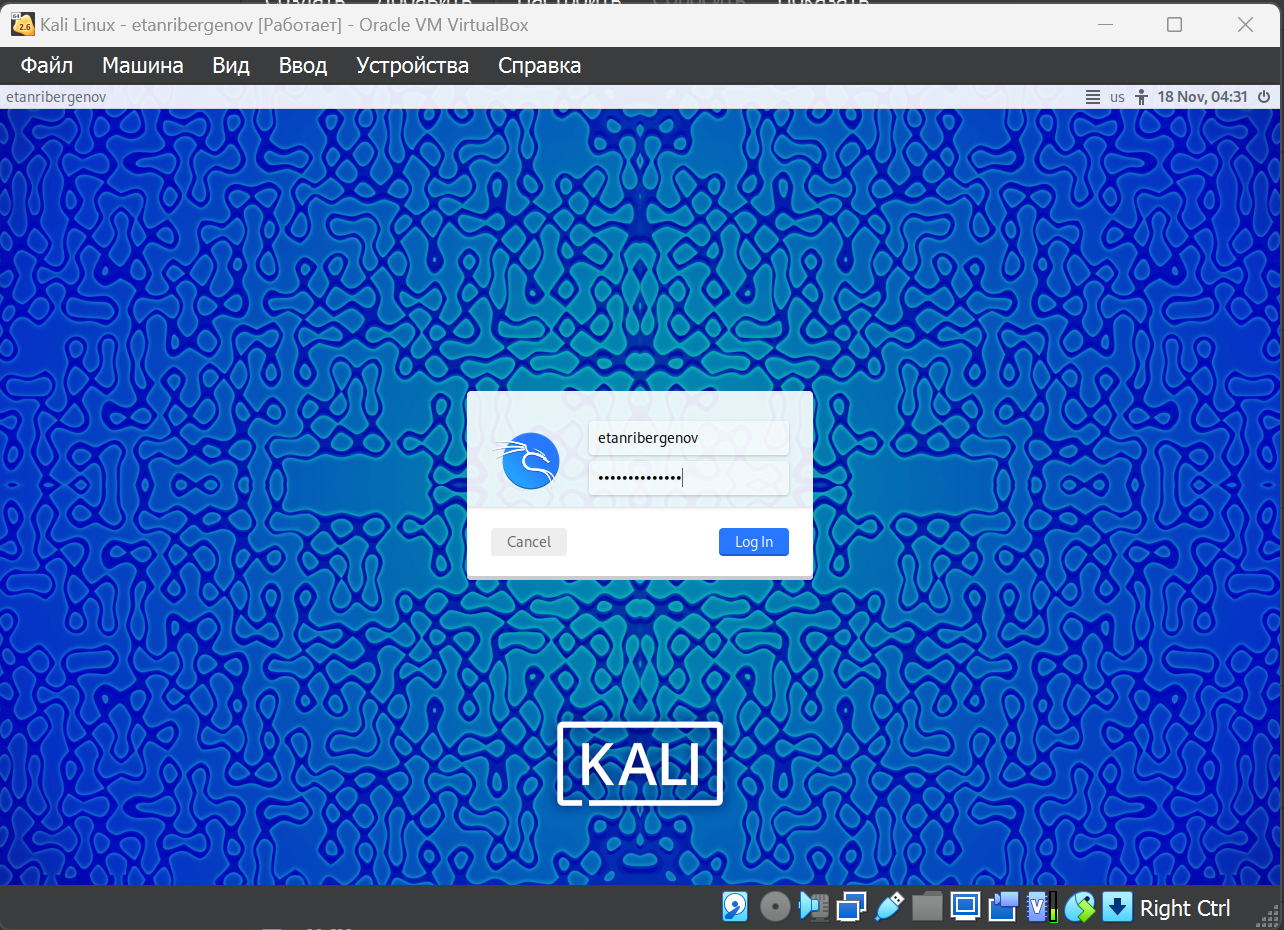 Kali Linux - etanribergenov [Работает] - Oracle VM VirtualBox
Файл Машина Вид Ввод Устройства Справка
etanribergenov us 18 Nov, 04:31
etanribergenov
••••••••••••••
Cancel Log In
KALI
Right Ctrl